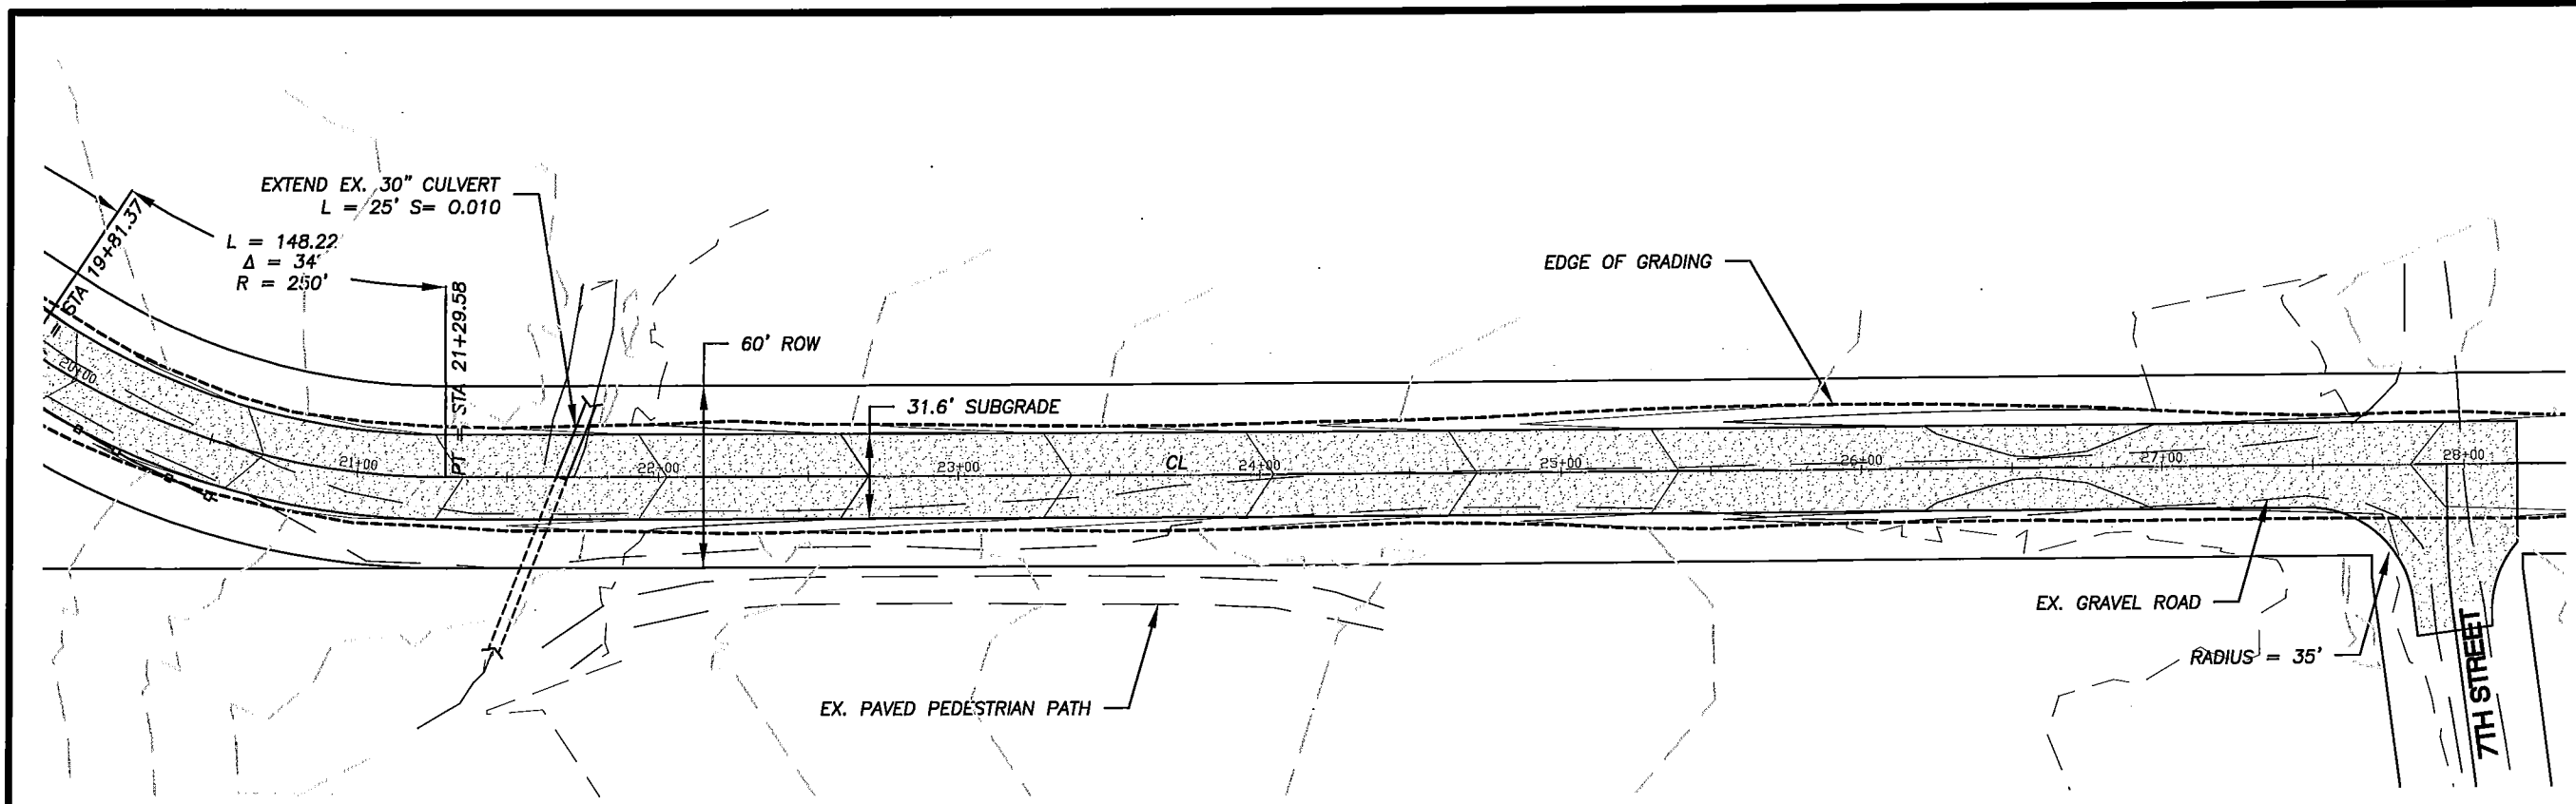 EXTEND EX. 30" CULVERT
L = 25' S= 0.010
STA 19+81.37
L = 148.22'
Δ = 34°
R = 250'
PT = STA 21+29.58
60' ROW
31.6' SUBGRADE
EDGE OF GRADING
20+00
21+00
22+00
23+00
CL
24+00
25+00
26+00
27+00
28+00
EX. GRAVEL ROAD
RADIUS = 35'
EX. PAVED PEDESTRIAN PATH
7TH STREET